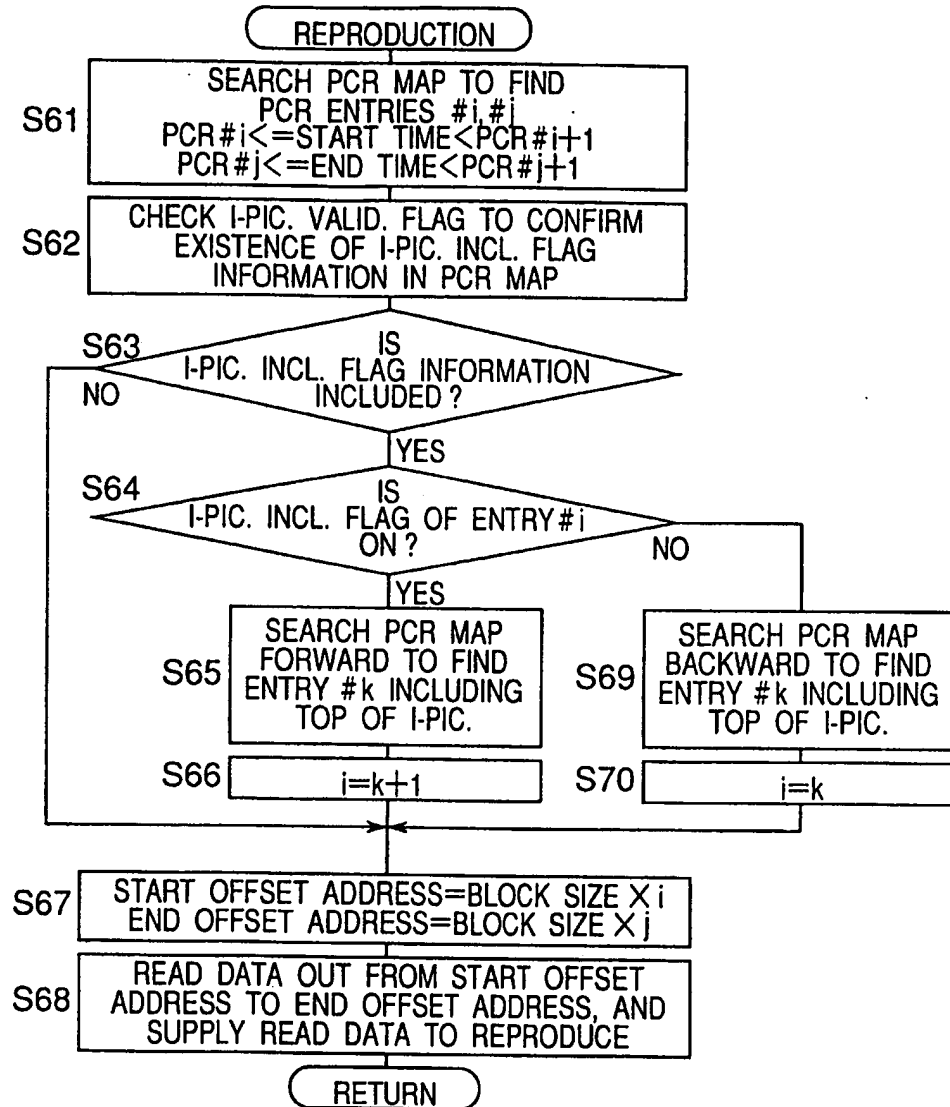 REPRODUCTION
S61
SEARCH PCR MAP TO FIND
PCR ENTRIES #i,#j
PCR#i<=START TIME<PCR#i+1
PCR#j<=END TIME<PCR#j+1
S62
CHECK I-PIC. VALID. FLAG TO CONFIRM
EXISTENCE OF I-PIC. INCL. FLAG
INFORMATION IN PCR MAP
S63
IS
I-PIC. INCL. FLAG INFORMATION
INCLUDED?
NO
YES
S64
IS
I-PIC. INCL. FLAG OF ENTRY#i
ON?
NO
YES
S65
SEARCH PCR MAP
FORWARD TO FIND
ENTRY #k INCLUDING
TOP OF I-PIC.
S69
SEARCH PCR MAP
BACKWARD TO FIND
ENTRY #k INCLUDING
TOP OF I-PIC.
S66
i=k+1
S70
i=k
S67
START OFFSET ADDRESS=BLOCK SIZE×i
END OFFSET ADDRESS=BLOCK SIZE×j
S68
READ DATA OUT FROM START OFFSET
ADDRESS TO END OFFSET ADDRESS, AND
SUPPLY READ DATA TO REPRODUCE
RETURN